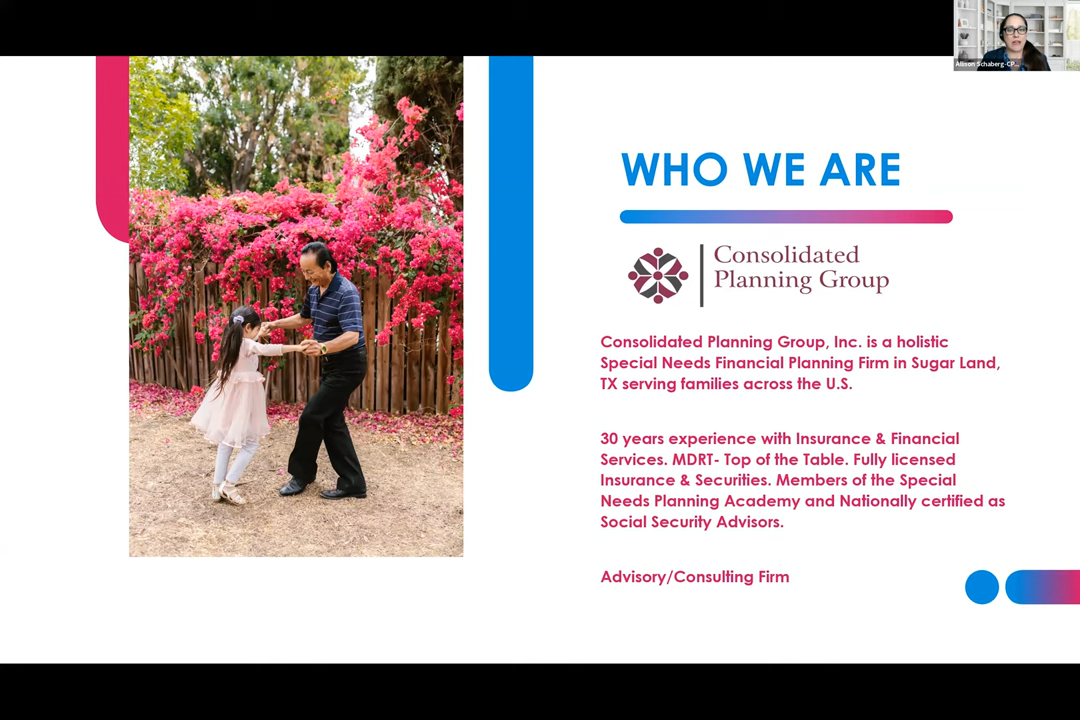 Allison Schaberg-CP...
WHO WE ARE
Consolidated
Planning Group
Consolidated Planning Group, Inc. is a holistic
Special Needs Financial Planning Firm in Sugar Land,
TX serving families across the U.S.
30 years experience with Insurance & Financial
Services. MDRT- Top of the Table. Fully licensed
Insurance & Securities. Members of the Special
Needs Planning Academy and Nationally certified as
Social Security Advisors.
Advisory/Consulting Firm